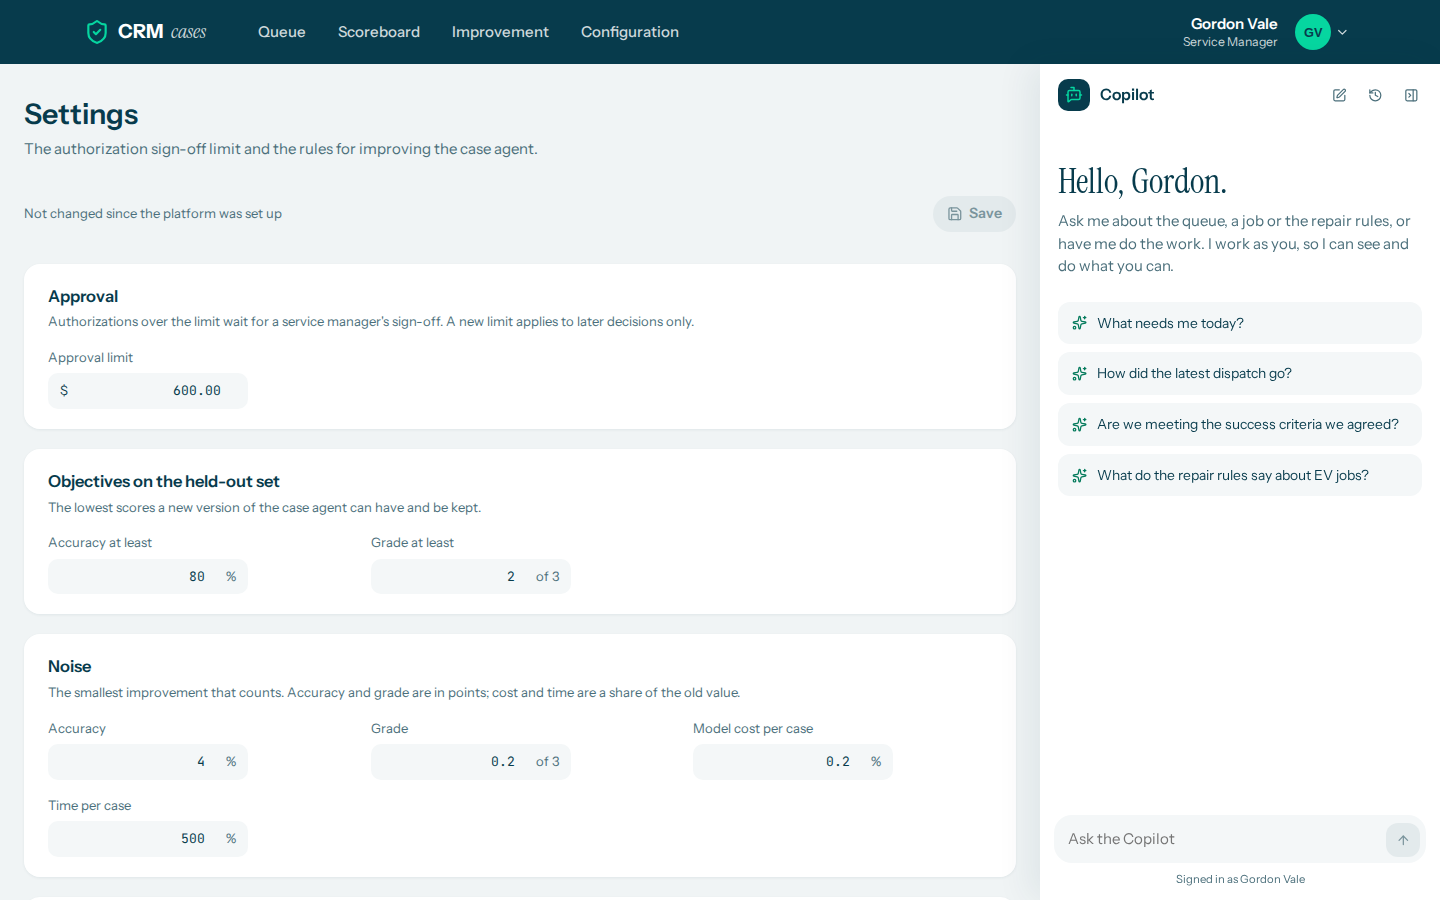 CRM cases
Queue
Scoreboard
Improvement
Configuration
Gordon Vale
Service Manager
GV
Settings
The authorization sign-off limit and the rules for improving the case agent.
Not changed since the platform was set up
Save
Approval
Authorizations over the limit wait for a service manager's sign-off. A new limit applies to later decisions only.
Approval limit
$ 600.00
Objectives on the held-out set
The lowest scores a new version of the case agent can have and be kept.
Accuracy at least
Grade at least
80 %
2 of 3
Noise
The smallest improvement that counts. Accuracy and grade are in points; cost and time are a share of the old value.
Accuracy
Grade
Model cost per case
4 %
0.2 of 3
0.2 %
Time per case
500 %
Copilot
Hello, Gordon.
Ask me about the queue, a job or the repair rules, or
have me do the work. I work as you, so I can see and
do what you can.
What needs me today?
How did the latest dispatch go?
Are we meeting the success criteria we agreed?
What do the repair rules say about EV jobs?
Ask the Copilot
Signed in as Gordon Vale